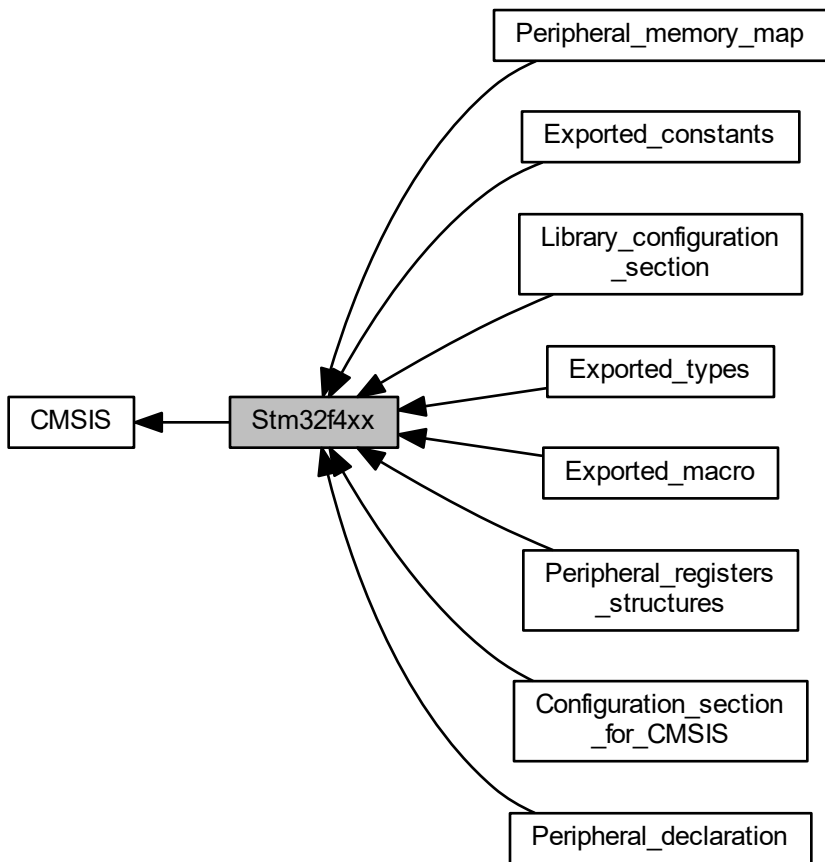 Peripheral_memory_map
Exported_constants
Library_configuration
_section
Exported_types
CMSIS
Stm32f4xx
Exported_macro
Peripheral_registers
_structures
Configuration_section
_for_CMSIS
Peripheral_declaration